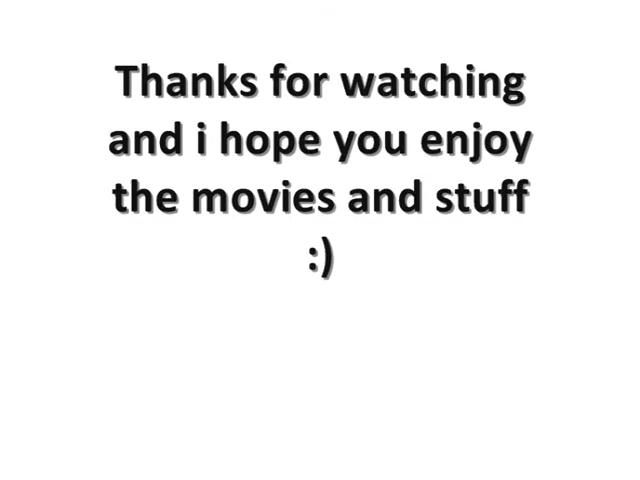 Thanks for watching
and i hope you enjoy
the movies and stuff
:)